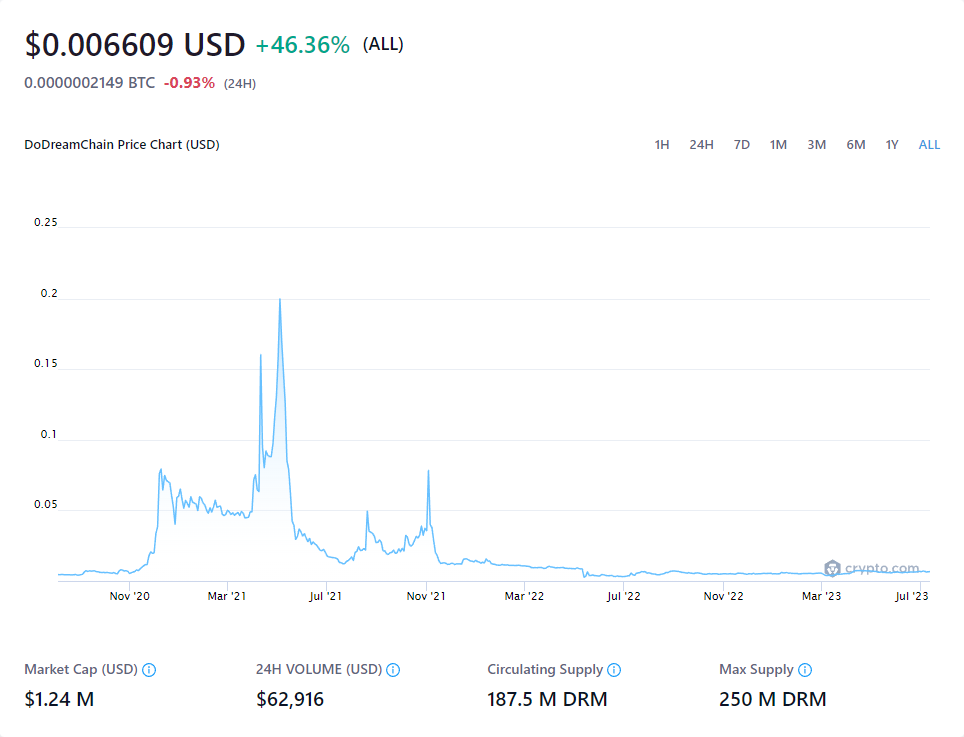 $0.006609 USD +46.36% (ALL)
0.0000002149 BTC -0.93% (24H)
DoDreamChain Price Chart (USD) 1H 24H 7D 1M 3M 6M 1Y ALL
0.25
0.2
0.15
0.1
0.05
crypto.com
Nov '20 Mar '21 Jul '21 Nov '21 Mar '22 Jul '22 Nov '22 Mar '23 Jul '23
Market Cap (USD) 24H VOLUME (USD) Circulating Supply Max Supply
$1.24 M $62,916 187.5 M DRM 250 M DRM